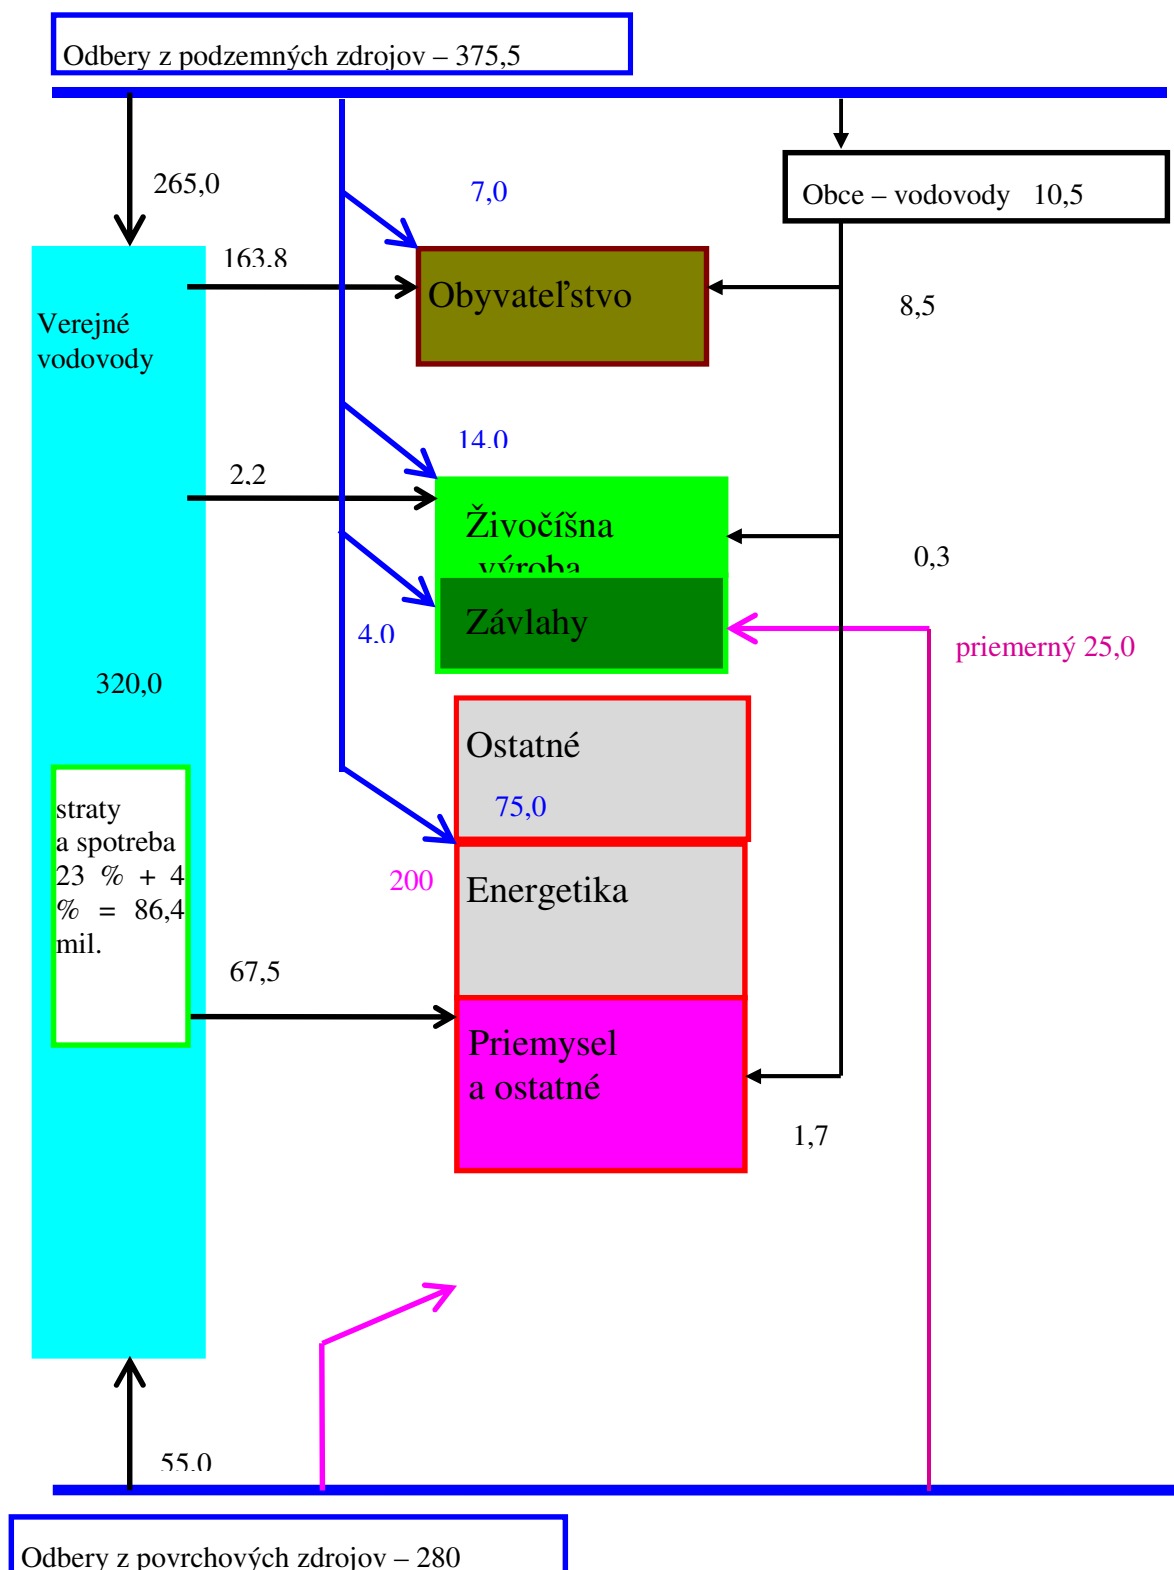 Odbery z podzemných zdrojov – 375,5
265,0
7,0
Obce – vodovody 10,5
163,8
Obyvateľstvo
8,5
Verejné
vodovody
14,0
2,2
Živočíšna
výroba
0,3
Závlahy
4,0
priemerný 25,0
320,0
Ostatné
75,0
straty
a spotreba
23 % + 4
% = 86,4
mil.
200
Energetika
67,5
Priemysel
a ostatné
1,7
55,0
Odbery z povrchových zdrojov – 280